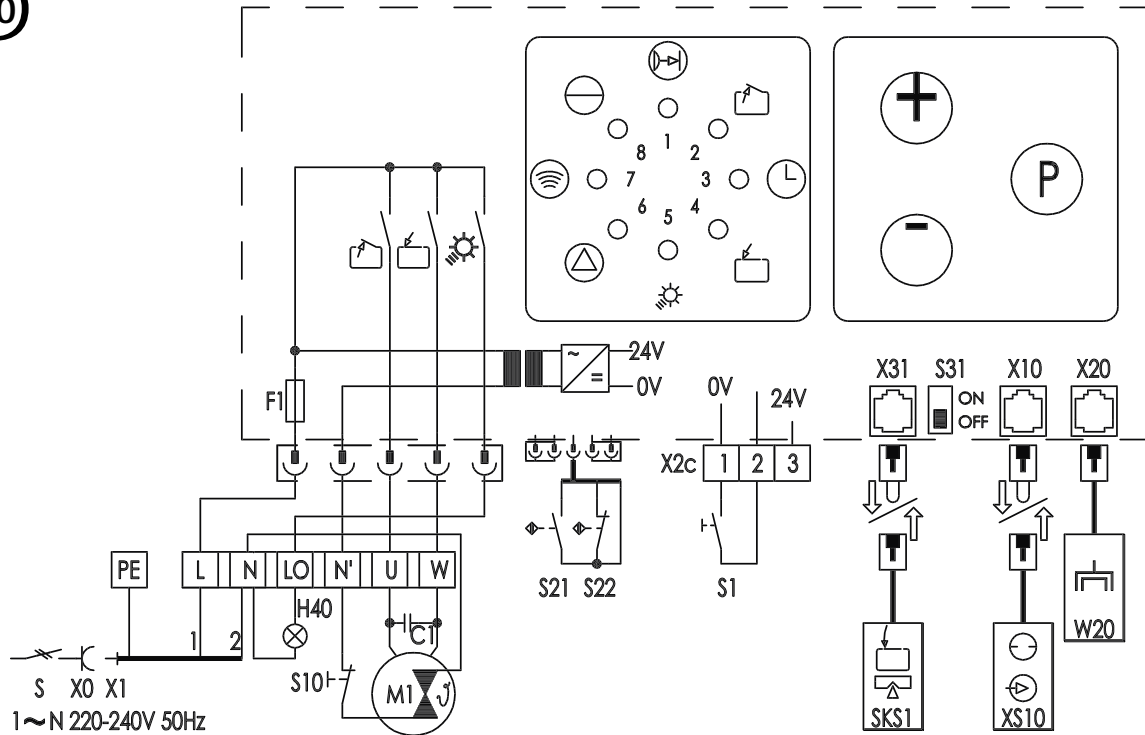 0
1
8 2
7 3
6 4
5
+
P
-
24V
0V
F1
0V
24V
X31 S31 X10 X20
ON
OFF
X2c 1 2 3
PE L N LO N' U W
S21 S22 S1
H40
1 2
C1
W20
S10
M1 ϑ
S X0 X1
SKS1 XS10
1~N 220-240V 50Hz